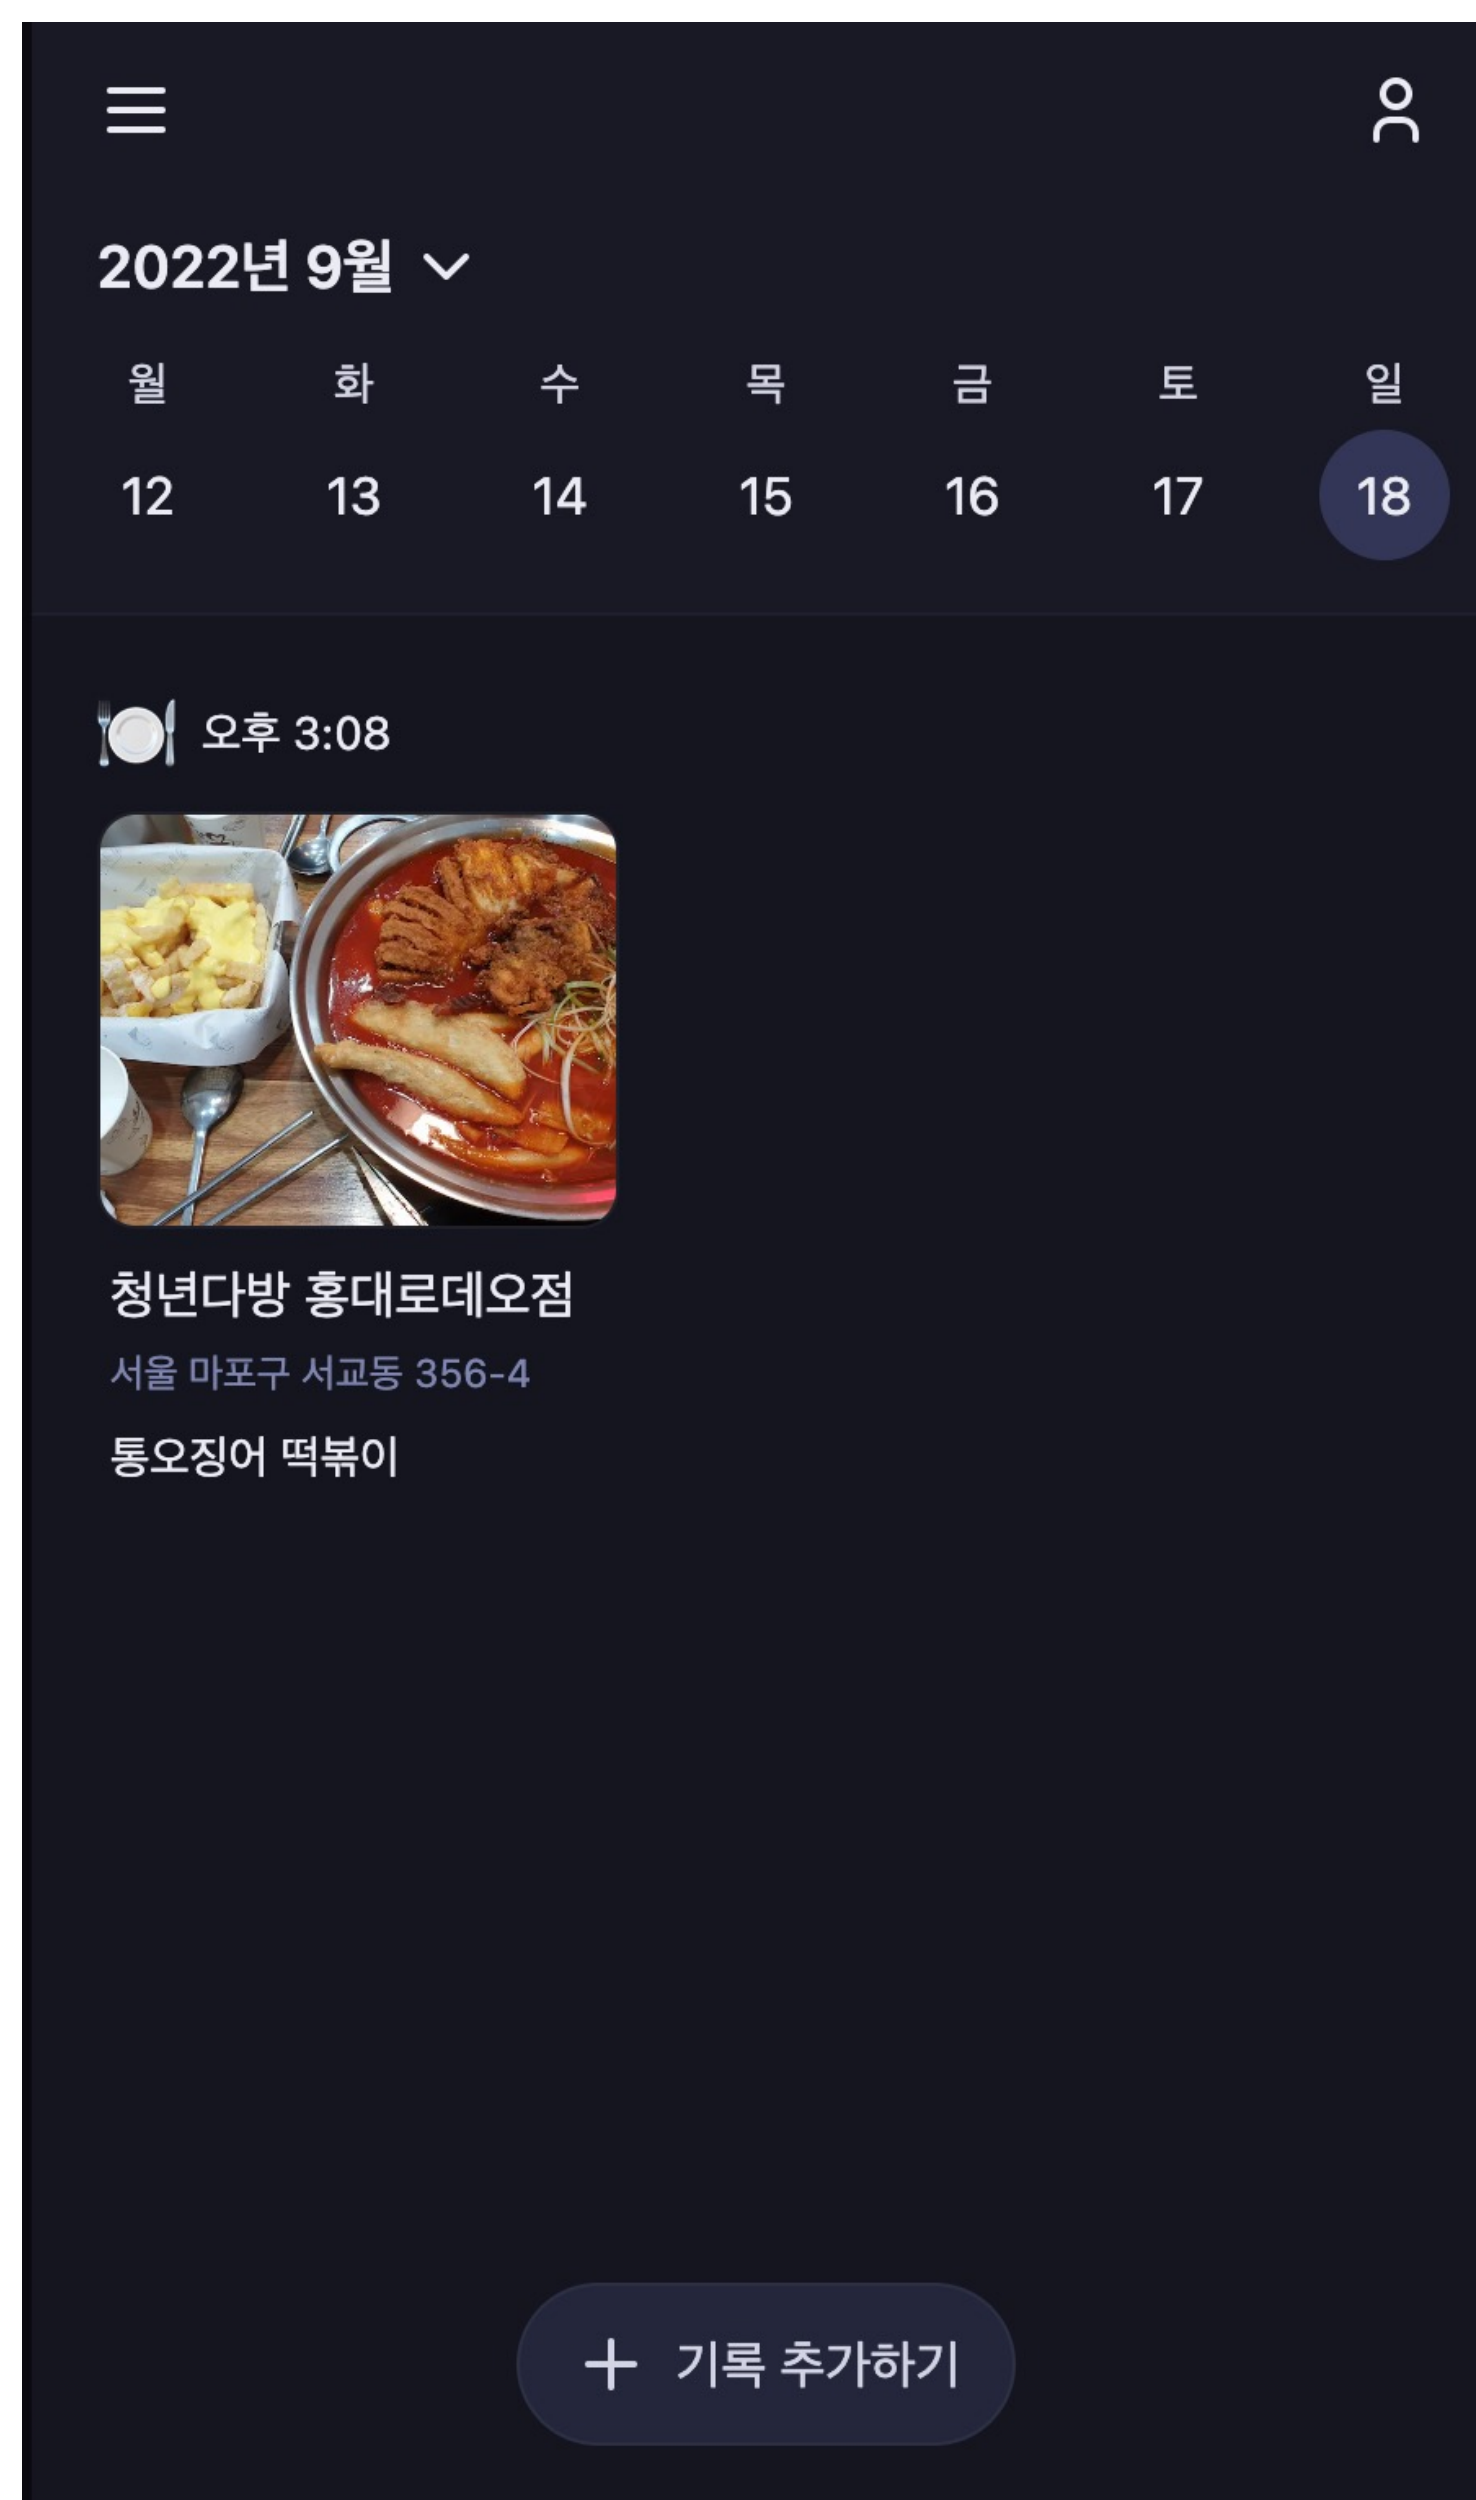 2022년 9월
월 화 수 목 금 토 일
12 13 14 15 16 17 18
오후 3:08
청년다방 홍대로데오점
서울 마포구 서교동 356-4
통오징어 떡볶이
기록 추가하기